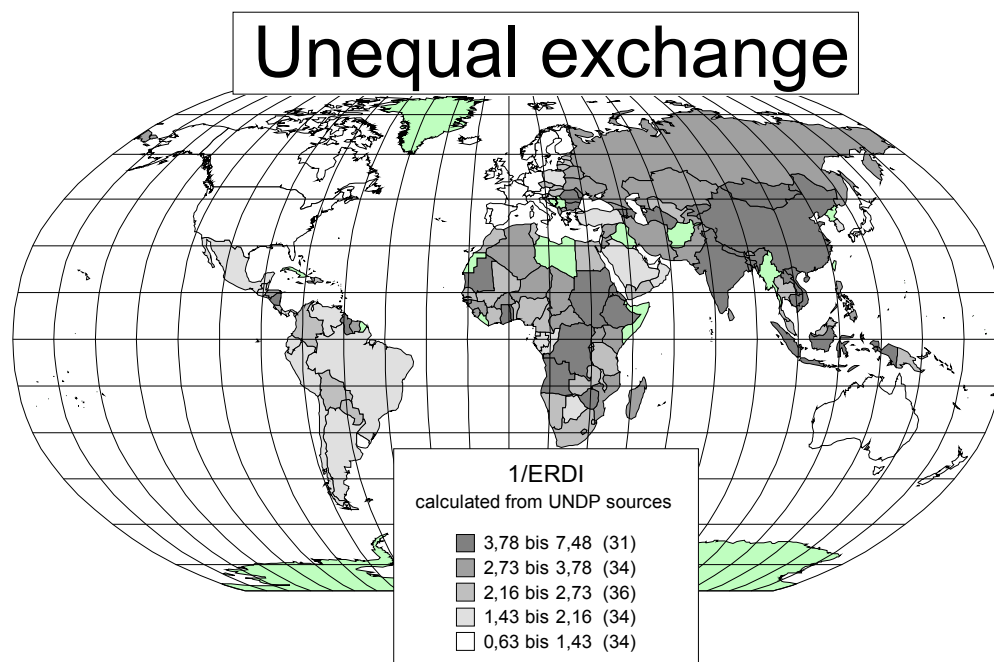 Unequal exchange
1/ERDI
calculated from UNDP sources
3,78 bis 7,48 (31)
2,73 bis 3,78 (34)
2,16 bis 2,73 (36)
1,43 bis 2,16 (34)
0,63 bis 1,43 (34)